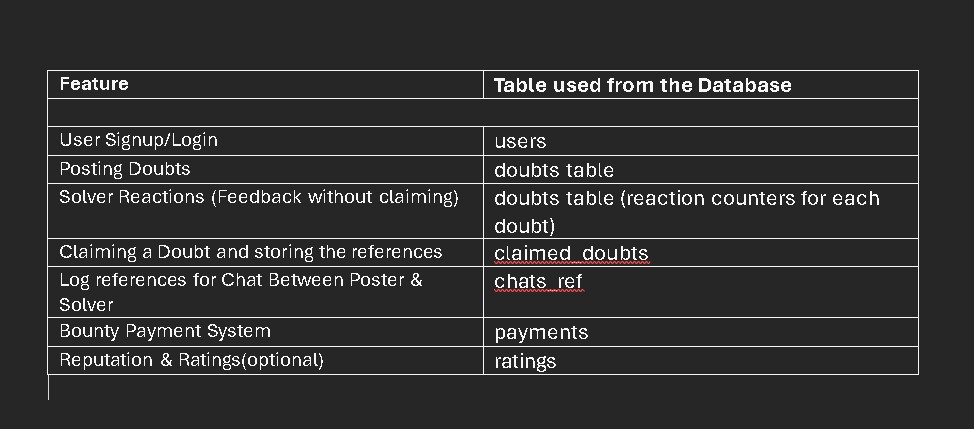 Feature
Table used from the Database
User Signup/Login
users
Posting Doubts
doubts table
Solver Reactions (Feedback without claiming)
doubts table (reaction counters for each
doubt)
Claiming a Doubt and storing the references
claimed_doubts
Log references for Chat Between Poster &
Solver
chats_ref
Bounty Payment System
payments
Reputation & Ratings(optional)
ratings